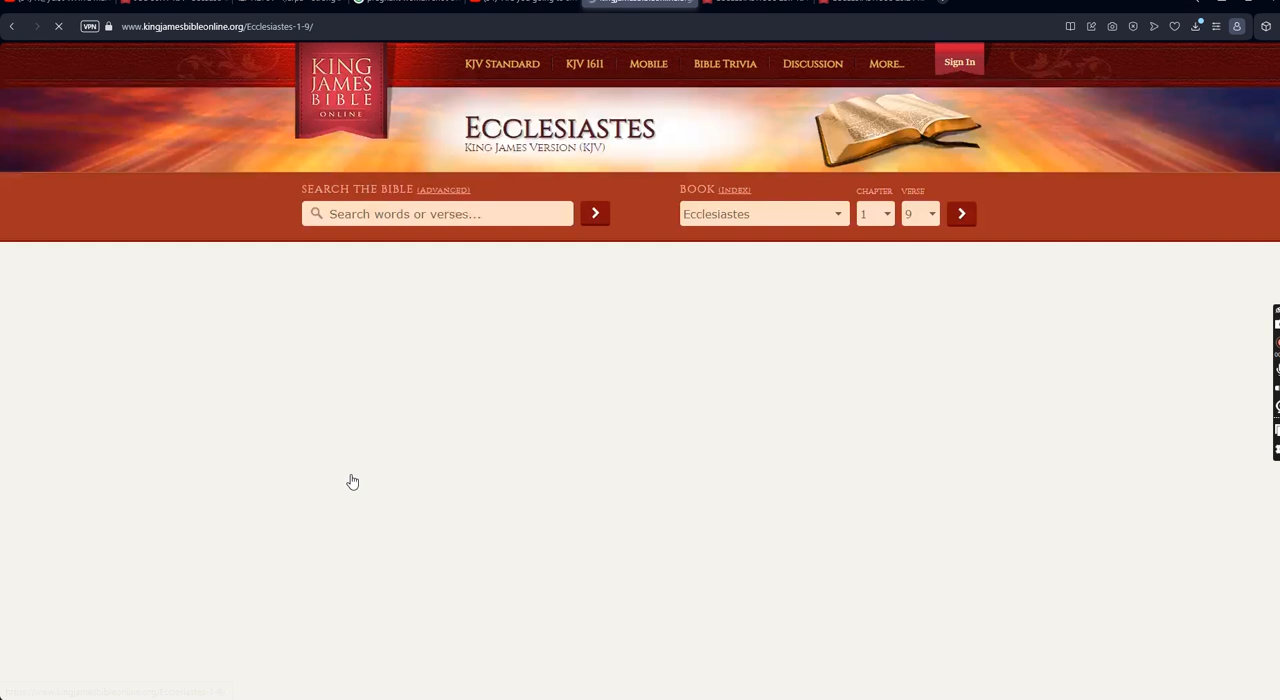 VPN
www.kingjamesbibleonline.org/Ecclesiastes-1-9/
KING
JAMES
BIBLE
ONLINE
KJV STANDARD
KJV 1611
MOBILE
BIBLE TRIVIA
DISCUSSION
MORE...
Sign In
ECCLESIASTES
KING JAMES VERSION (KJV)
SEARCH THE BIBLE (ADVANCED)
BOOK (INDEX)
CHAPTER
VERSE
Search words or verses...
Ecclesiastes
1
9